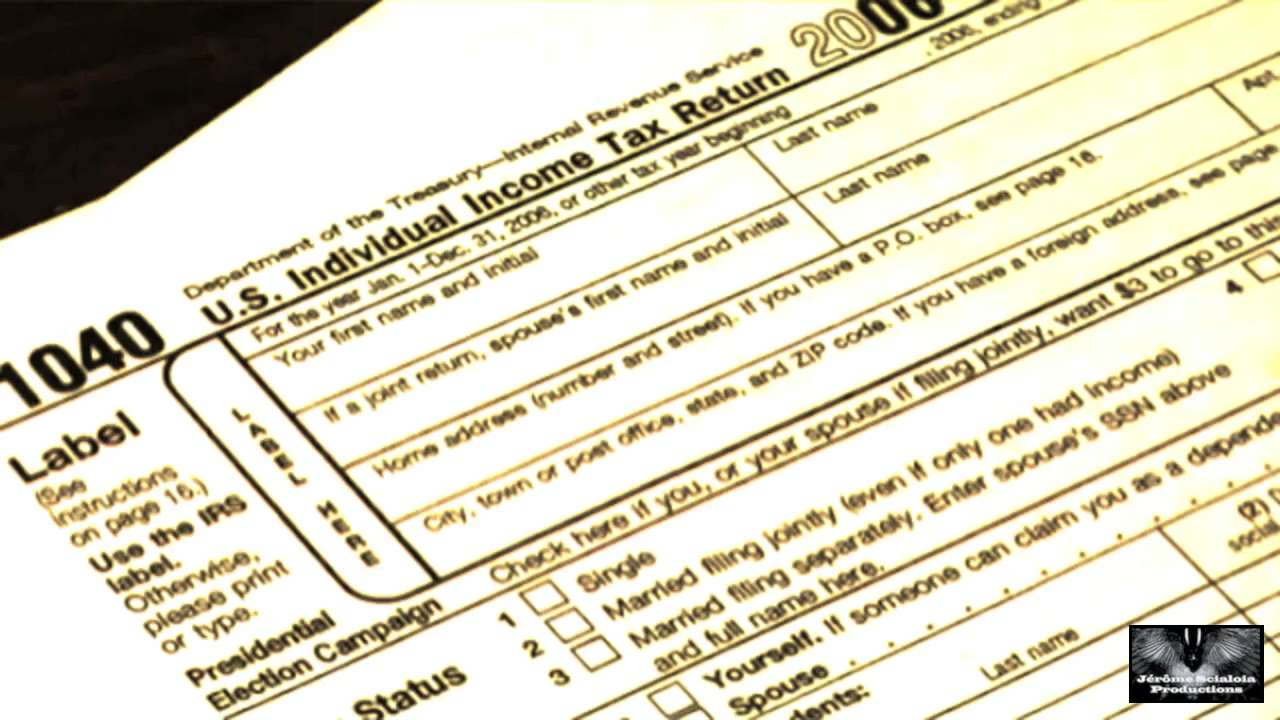 Department of the Treasury—Internal Revenue Service
1040
U.S. Individual Income Tax Return
2006
For the year Jan. 1–Dec. 31, 2006, or other tax year beginning
, 2006, ending
Label
(See
instructions
on page 16.)
Use the IRS
label.
Otherwise,
please print
or type.
LABEL HERE
Your first name and initial
Last name
If a joint return, spouse's first name and initial
Last name
Home address (number and street). If you have a P.O. box, see page 16.
Apt.
City, town or post office, state, and ZIP code. If you have a foreign address, see page
Presidential
Election Campaign
Check here if you, or your spouse if filing jointly, want $3 to go to this
Status
1 Single
2 Married filing jointly (even if only one had income)
3 Married filing separately. Enter spouse's SSN above
and full name here.
4
Yourself. If someone can claim you as a
Spouse . . . . . . . .
Last name
(2)
Jérôme Scialoia
Productions